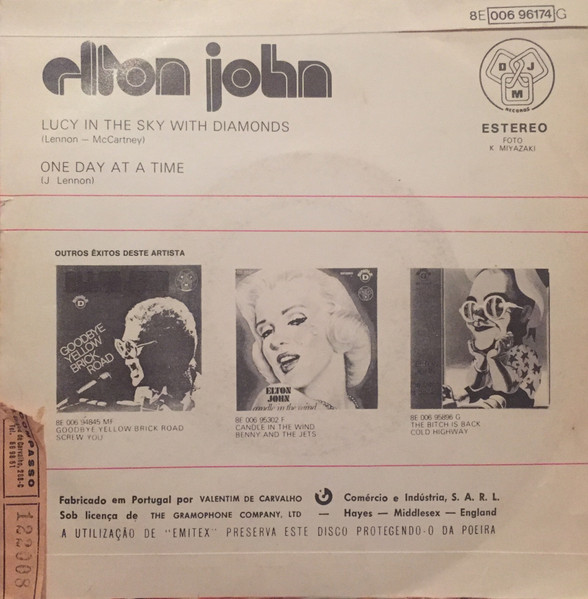 8E 006 96174 G
elton john
D J M
RECORDS
LUCY IN THE SKY WITH DIAMONDS
(Lennon — McCartney)
ESTEREO
FOTO
K MIYAZAKI
ONE DAY AT A TIME
(J Lennon)
OUTROS ÊXITOS DESTE ARTISTA
GOODBYE
YELLOW
BRICK
ROAD
ELTON
JOHN
candle in the wind
8E 006 94845 MF
GOODBYE YELLOW BRICK ROAD
SCREW YOU
8E 006 95302 F
CANDLE IN THE WIND
BENNY AND THE JETS
8E 006 95896 G
THE BITCH IS BACK
COLD HIGHWAY
PASSO
122008
Fabricado em Portugal por VALENTIM DE CARVALHO Comércio e Indústria, S. A. R. L.
Sob licença de THE GRAMOPHONE COMPANY, LTD — Hayes — Middlesex — England
A UTILIZAÇÃO DE "EMITEX" PRESERVA ESTE DISCO PROTEGENDO-O DA POEIRA